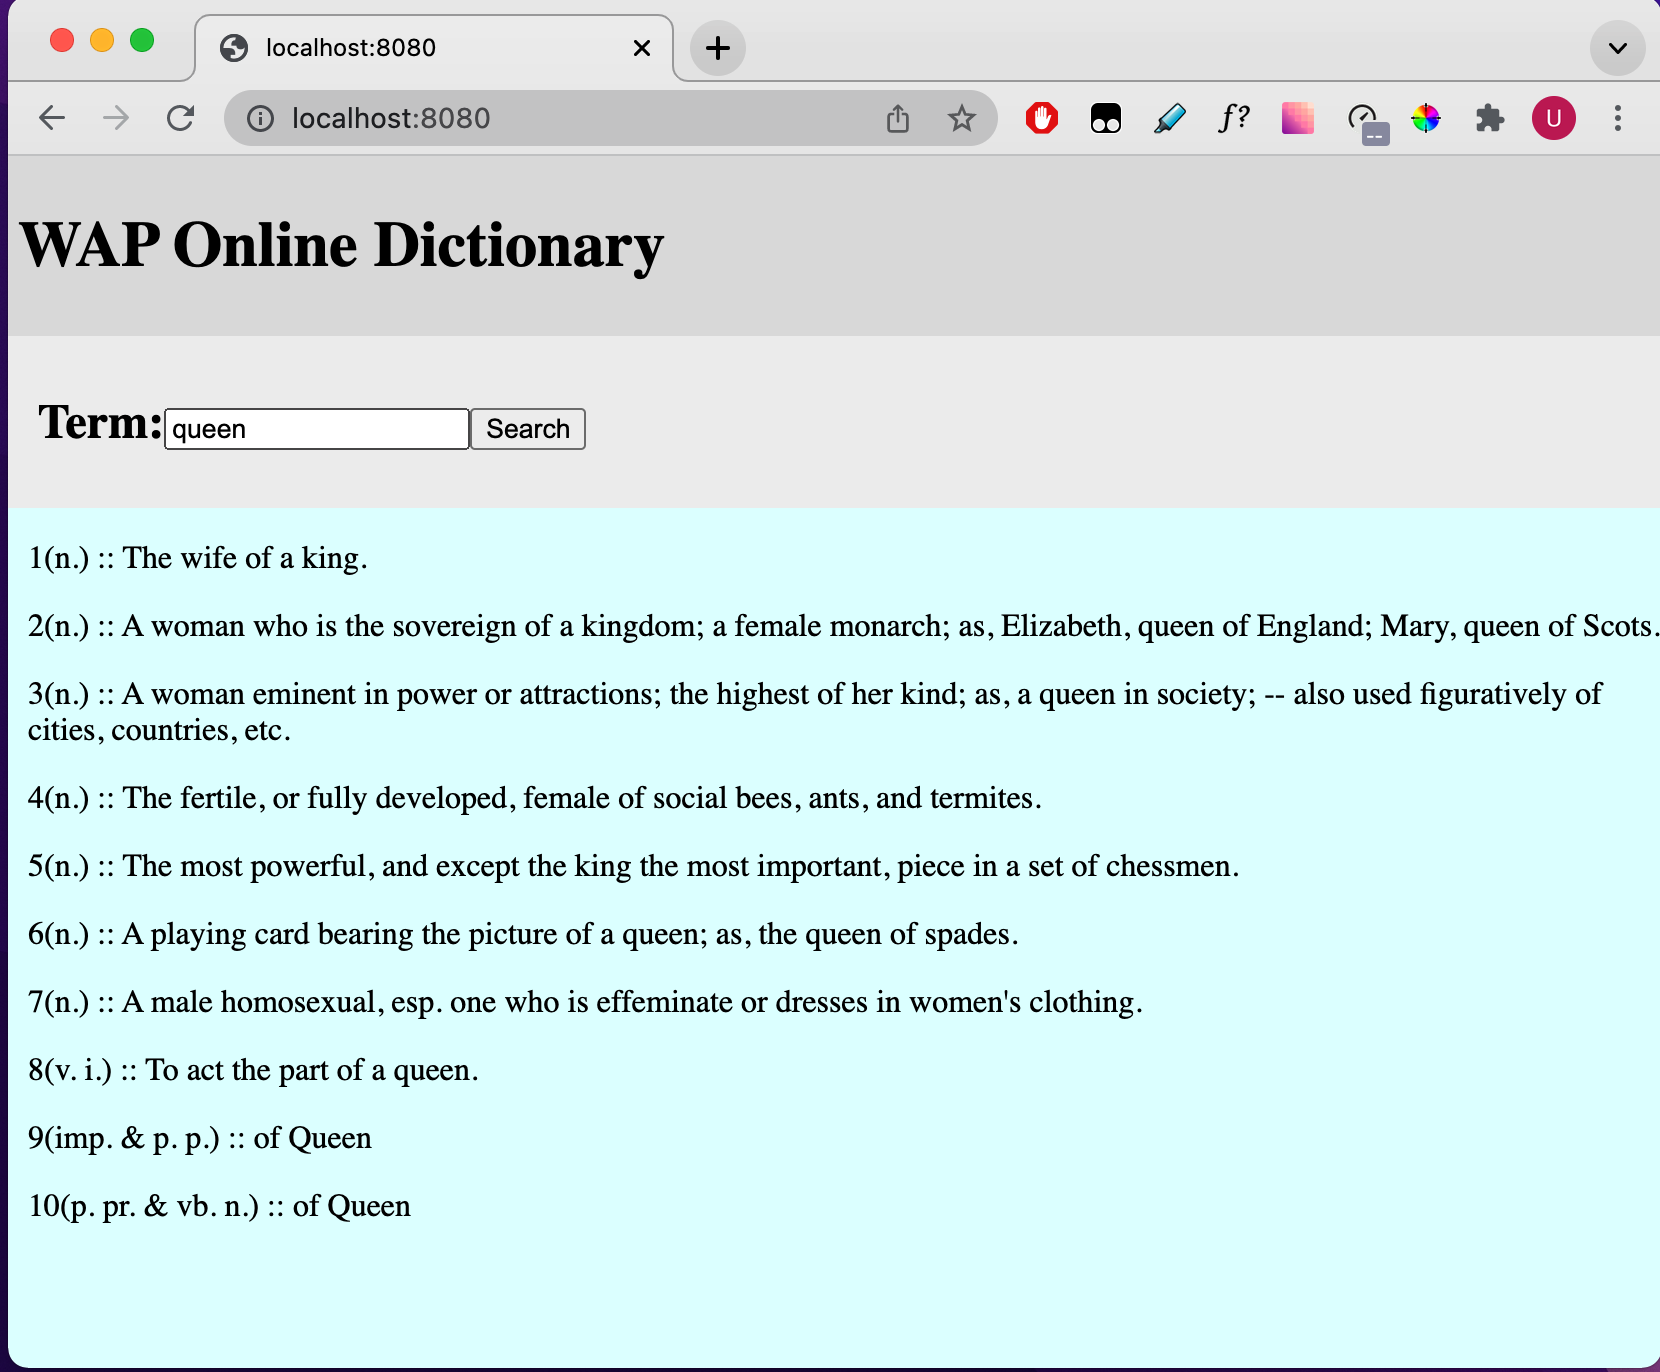 localhost:8080
localhost:8080
f?
--
U
WAP Online Dictionary
Term: queen Search
1(n.) :: The wife of a king.
2(n.) :: A woman who is the sovereign of a kingdom; a female monarch; as, Elizabeth, queen of England; Mary, queen of Scots.
3(n.) :: A woman eminent in power or attractions; the highest of her kind; as, a queen in society; -- also used figuratively of
cities, countries, etc.
4(n.) :: The fertile, or fully developed, female of social bees, ants, and termites.
5(n.) :: The most powerful, and except the king the most important, piece in a set of chessmen.
6(n.) :: A playing card bearing the picture of a queen; as, the queen of spades.
7(n.) :: A male homosexual, esp. one who is effeminate or dresses in women's clothing.
8(v. i.) :: To act the part of a queen.
9(imp. & p. p.) :: of Queen
10(p. pr. & vb. n.) :: of Queen